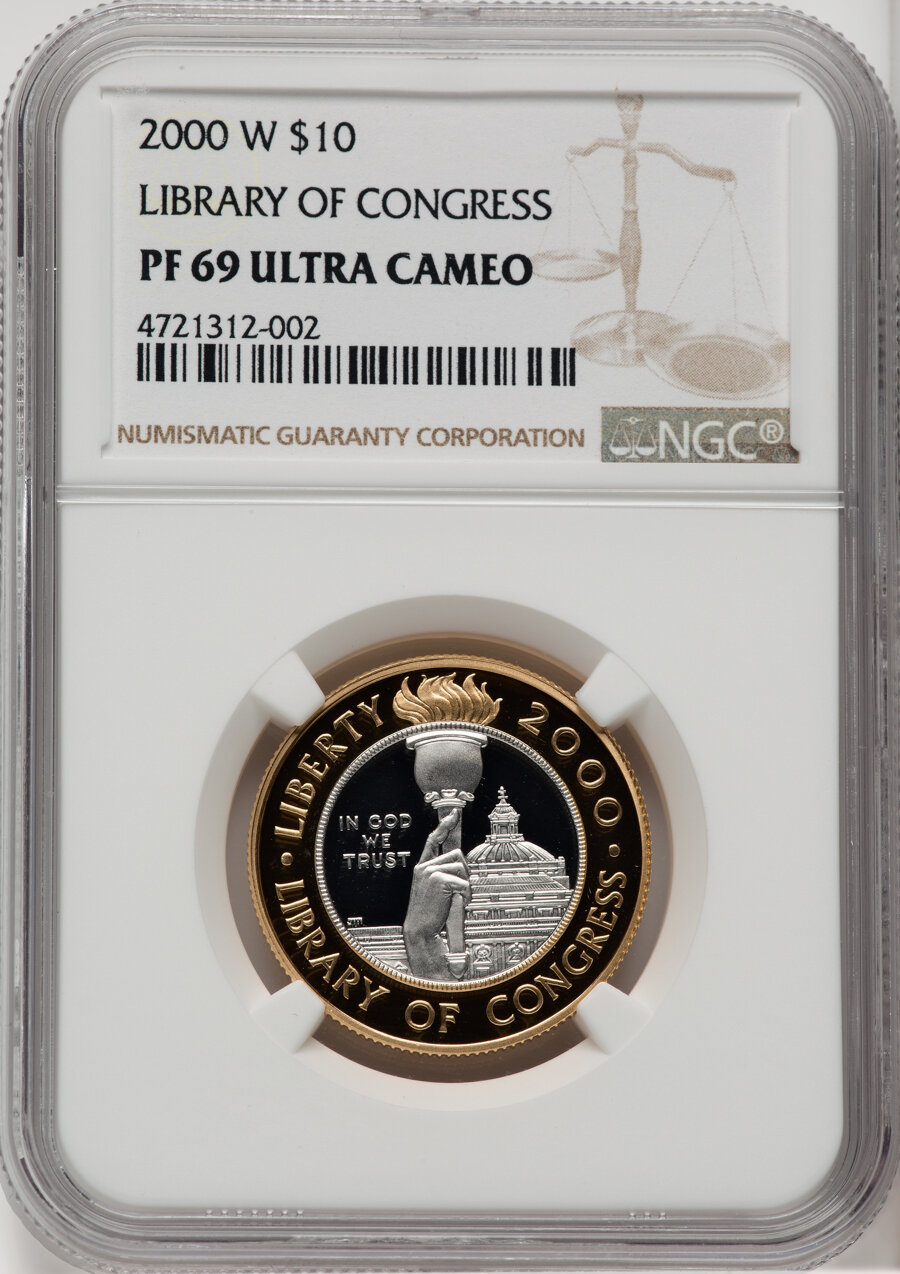 2000 W $10
LIBRARY OF CONGRESS
PF 69 ULTRA CAMEO
4721312-002
NUMISMATIC GUARANTY CORPORATION
NGC®
LIBERTY
2000
IN GOD
WE
TRUST
LIBRARY OF CONGRESS